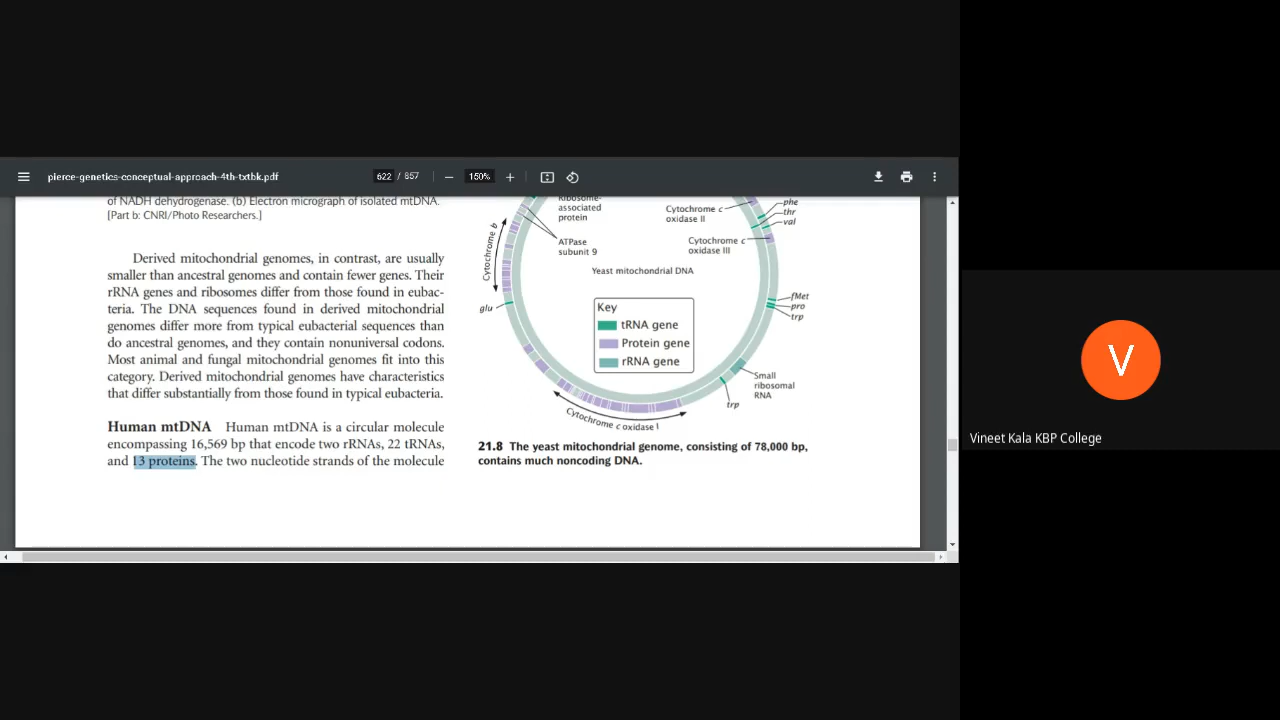 pierce-genetics-conceptual-approach-4th-txtbk.pdf
622 / 857
150%
of NADH dehydrogenase. (b) Electron micrograph of isolated mtDNA.
[Part b: CNRI/Photo Researchers.]
Derived mitochondrial genomes, in contrast, are usually
smaller than ancestral genomes and contain fewer genes. Their
rRNA genes and ribosomes differ from those found in eubac-
teria. The DNA sequences found in derived mitochondrial
genomes differ more from typical eubacterial sequences than
do ancestral genomes, and they contain nonuniversal codons.
Most animal and fungal mitochondrial genomes fit into this
category. Derived mitochondrial genomes have characteristics
that differ substantially from those found in typical eubacteria.
Human mtDNA Human mtDNA is a circular molecule
encompassing 16,569 bp that encode two rRNAs, 22 tRNAs,
and 13 proteins. The two nucleotide strands of the molecule
Ribosome-
associated
protein
Cytochrome c
oxidase II
phe
thr
val
Cytochrome b
ATPase
subunit 9
Cytochrome c
oxidase III
Yeast mitochondrial DNA
glu
fMet
pro
trp
Key
tRNA gene
Protein gene
rRNA gene
Small
ribosomal
RNA
trp
Cytochrome c oxidase I
21.8 The yeast mitochondrial genome, consisting of 78,000 bp,
contains much noncoding DNA.
V
Vineet Kala KBP College